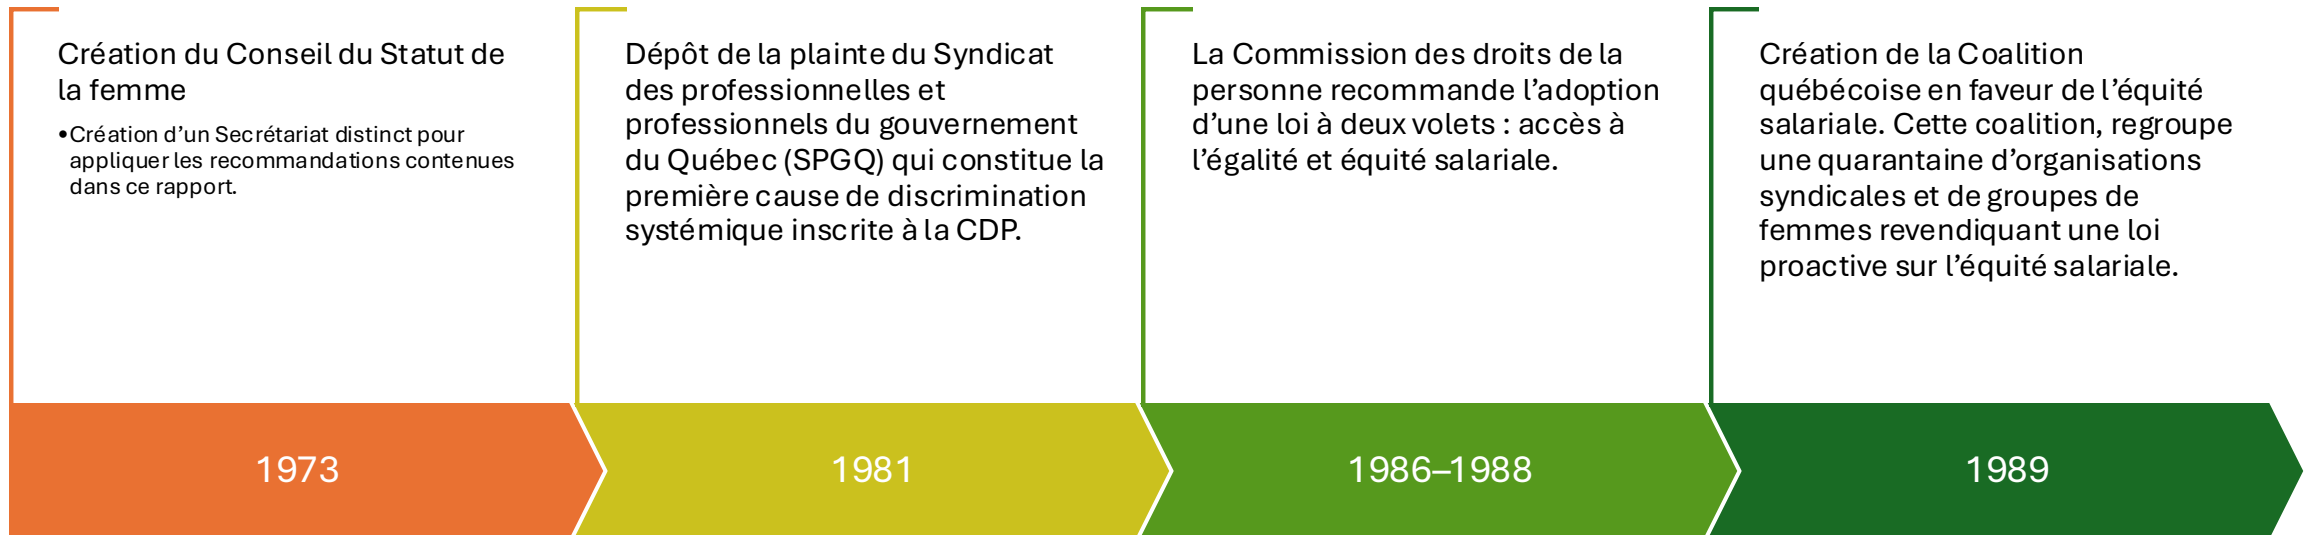 Création du Conseil du Statut de
la femme
•Création d’un Secrétariat distinct pour
appliquer les recommandations contenues
dans ce rapport.
1973
Dépôt de la plainte du Syndicat
des professionnelles et
professionnels du gouvernement
du Québec (SPGQ) qui constitue la
première cause de discrimination
systémique inscrite à la CDP.
1981
La Commission des droits de la
personne recommande l’adoption
d’une loi à deux volets : accès à
l’égalité et équité salariale.
1986–1988
Création de la Coalition
québécoise en faveur de l’équité
salariale. Cette coalition, regroupe
une quarantaine d’organisations
syndicales et de groupes de
femmes revendiquant une loi
proactive sur l’équité salariale.
1989